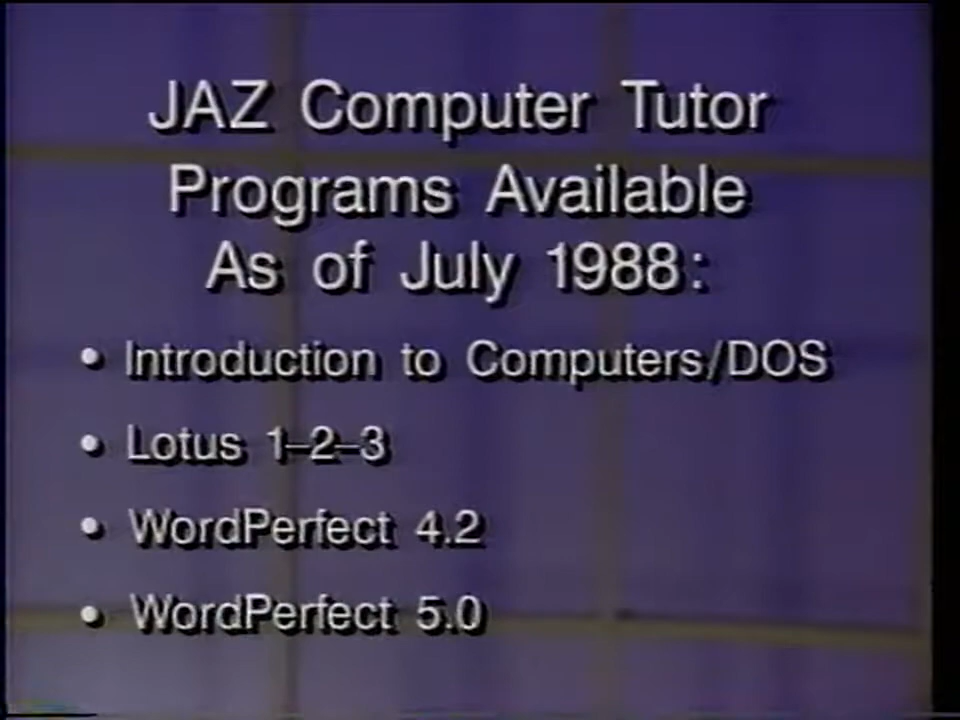 JAZ Computer Tutor
Programs Available
As of July 1988:
• Introduction to Computers/DOS
• Lotus 1–2–3
• WordPerfect 4.2
• WordPerfect 5.0